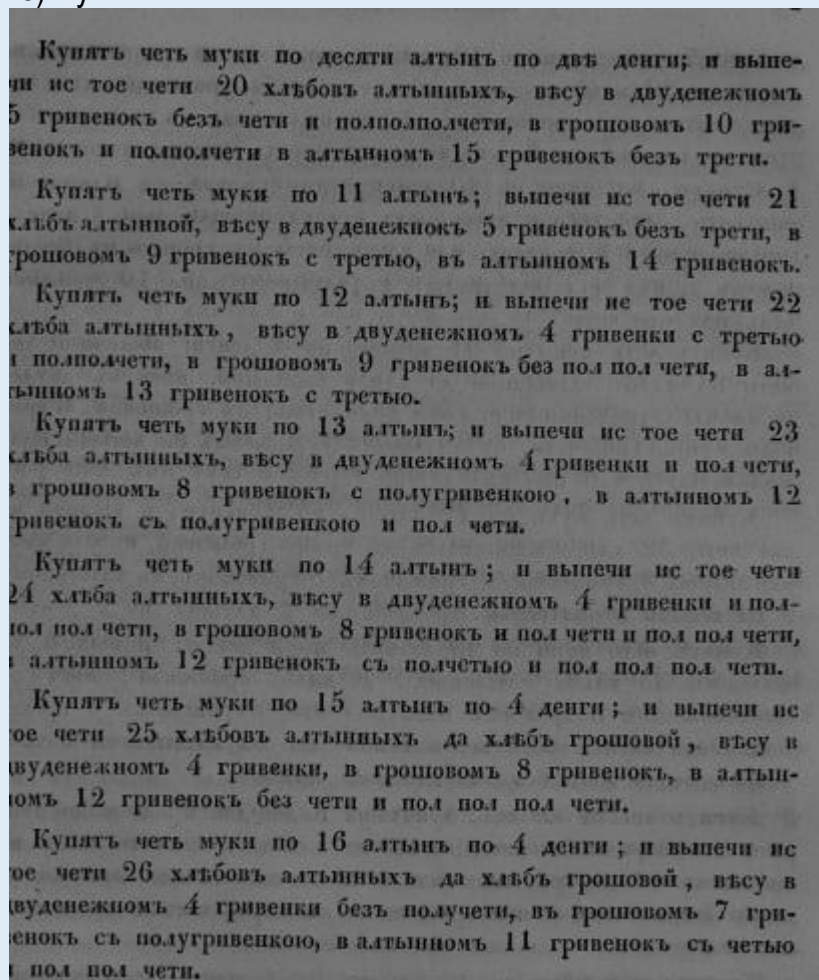 Купятъ четь муки по десяти алтынъ по двѣ денги; и выпе-
чи ис тое чети 20 хлѣбовъ алтынныхъ, вѣсу в двуденежномъ
5 гривенокъ безъ чети и полполполчети, в грошовомъ 10 гри-
венокъ и полполчети в алтынномъ 15 гривенокъ безъ трети.
Купятъ четь муки по 11 алтынъ; выпечи ис тое чети 21
хлѣбъ алтынной, вѣсу в двуденежнокъ 5 гривенокъ безъ трети, в
грошовомъ 9 гривенокъ с третью, въ алтынномъ 14 гривенокъ.
Купятъ четь муки по 12 алтынъ; и выпечи ие тое чети 22
хлѣба алтынныхъ, вѣсу в двуденежномъ 4 гривенки с третью
и полполчети, в грошовомъ 9 гривенокъ без пол пол чети, в ал-
тынномъ 13 гривенокъ с третью.
Купятъ четь муки по 13 алтынъ; и выпечи ис тое чети 23
хлѣба алтынныхъ, вѣсу в двуденежномъ 4 гривенки и пол чети,
в грошовомъ 8 гривенокъ с полугривенкою, в алтынномъ 12
гривенокъ съ полугривенкою и пол чети.
Купятъ четь муки по 14 алтынъ; и выпечи ис тое чети
24 хлѣба алтынныхъ, вѣсу в двуденежномъ 4 гривенки и пол-
пол пол чети, в грошовомъ 8 гривенокъ и пол чети и пол пол чети,
в алтынномъ 12 гривенокъ съ полчетью и пол пол пол чети.
Купятъ четь муки по 15 алтынъ по 4 денги; и выпечи ис
тое чети 25 хлѣбовъ алтынныхъ да хлѣбъ грошовой, вѣсу в
двуденежномъ 4 гривенки, в грошовомъ 8 гривенокъ, в алтын-
номъ 12 гривенокъ без чети и пол пол пол чети.
Купятъ четь муки по 16 алтынъ по 4 денги; и выпечи ис
тое чети 26 хлѣбовъ алтынныхъ да хлѣбъ грошовой, вѣсу в
двуденежномъ 4 гривенки безъ получети, въ грошовомъ 7 гри-
венокъ съ полугривенкою, в алтынномъ 11 гривенокъ съ четью
и пол пол чети.